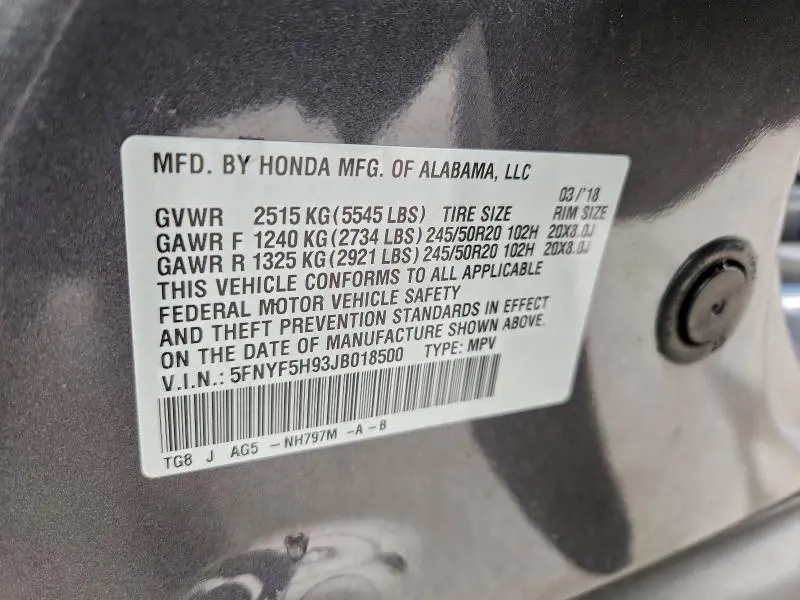 MFD. BY HONDA MFG. OF ALABAMA, LLC
03/'18
GVWR 2515 KG (5545 LBS) TIRE SIZE RIM SIZE
GAWR F 1240 KG (2734 LBS) 245/50R20 102H 20X8.0J
GAWR R 1325 KG (2921 LBS) 245/50R20 102H 20X8.0J
THIS VEHICLE CONFORMS TO ALL APPLICABLE
FEDERAL MOTOR VEHICLE SAFETY
AND THEFT PREVENTION STANDARDS IN EFFECT
ON THE DATE OF MANUFACTURE SHOWN ABOVE.
V.I.N.: 5FNYF5H93JB018500 TYPE: MPV
TG8 J AG5 -NH797M -A-B